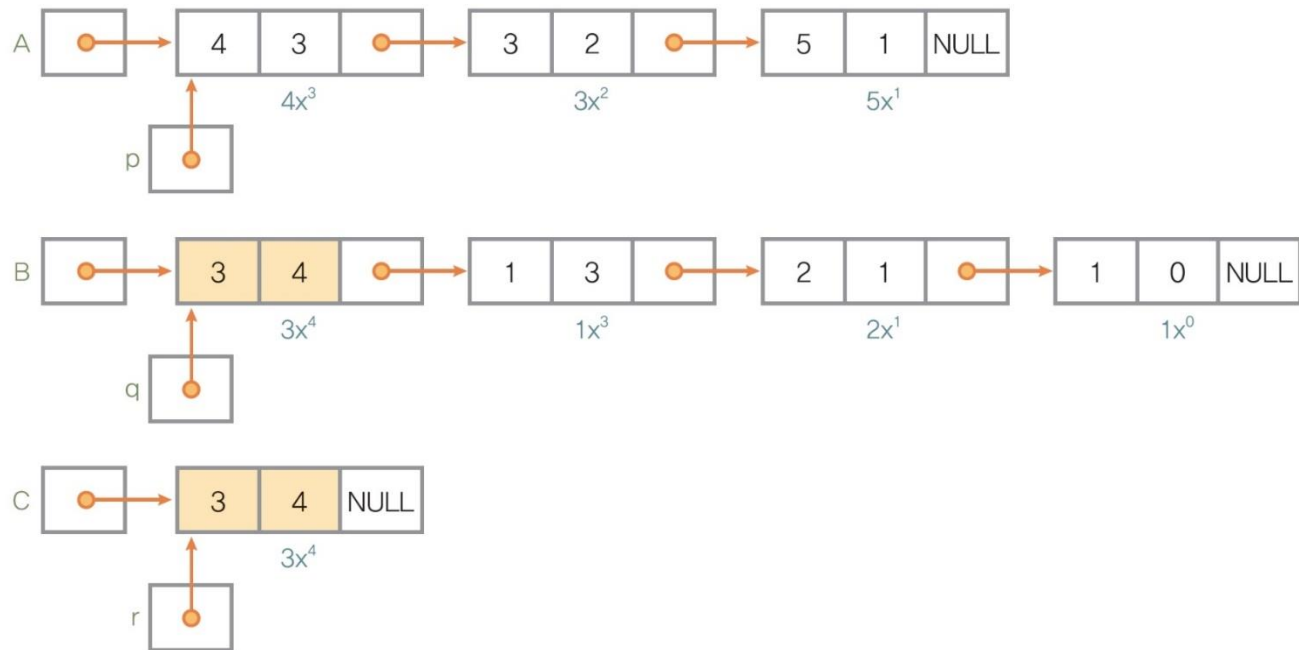 A 4 3 3 2 5 1 NULL
4x³ 3x² 5x¹
p
B 3 4 1 3 2 1 1 0 NULL
3x⁴ 1x³ 2x¹ 1x⁰
q
C 3 4 NULL
3x⁴
r